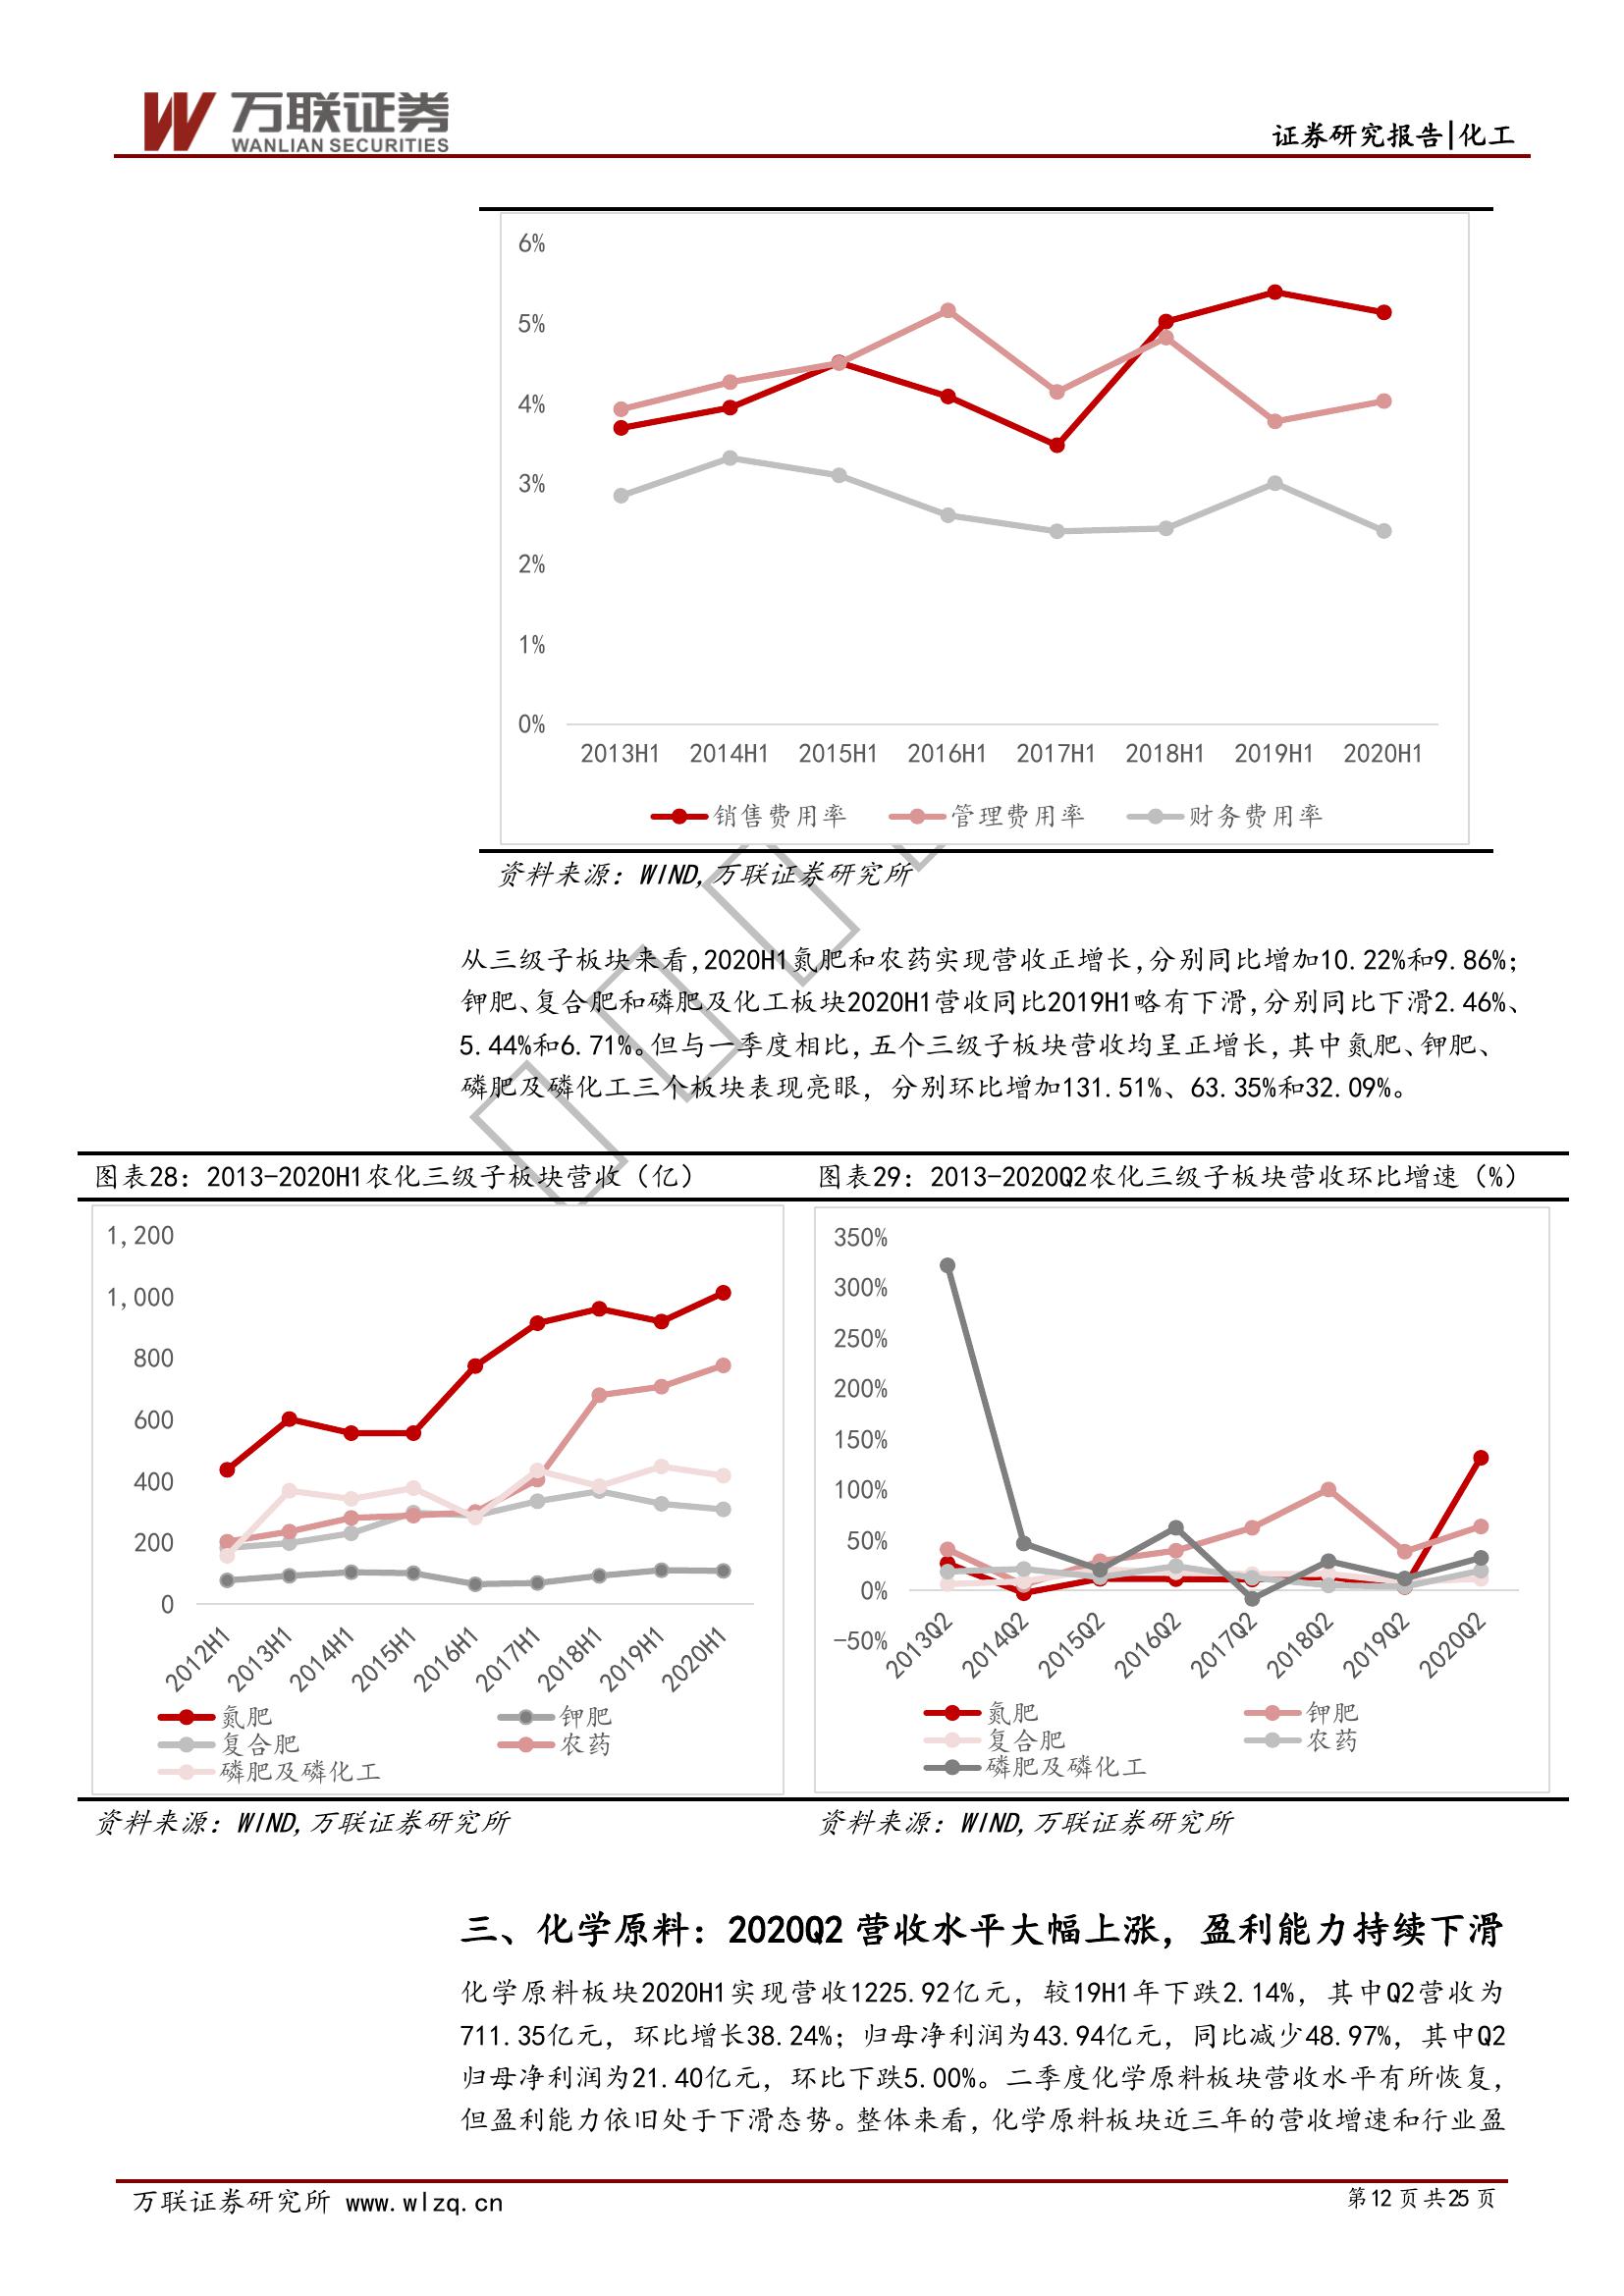 万联证券
WANLIAN SECURITIES
证券研究报告|化工
6%
5%
4%
3%
2%
1%
0%
2013H1 2014H1 2015H1 2016H1 2017H1 2018H1 2019H1 2020H1
销售费用率 管理费用率 财务费用率
资料来源：WIND,万联证券研究所
从三级子板块来看,2020H1氮肥和农药实现营收正增长,分别同比增加10.22%和9.86%;
钾肥、复合肥和磷肥及化工板块2020H1营收同比2019H1略有下滑,分别同比下滑2.46%、
5.44%和6.71%。但与一季度相比,五个三级子板块营收均呈正增长,其中氮肥、钾肥、
磷肥及磷化工三个板块表现亮眼，分别环比增加131.51%、63.35%和32.09%。
图表28：2013-2020H1农化三级子板块营收（亿）
1,200
1,000
800
600
400
200
0
2012H1 2013H1 2014H1 2015H1 2016H1 2017H1 2018H1 2019H1 2020H1
氮肥 钾肥
复合肥 农药
磷肥及磷化工
资料来源：WIND,万联证券研究所
图表29：2013-2020Q2农化三级子板块营收环比增速（%）
350%
300%
250%
200%
150%
100%
50%
0%
-50%
2013Q2 2014Q2 2015Q2 2016Q2 2017Q2 2018Q2 2019Q2 2020Q2
氮肥 钾肥
复合肥 农药
磷肥及磷化工
资料来源：WIND,万联证券研究所
三、化学原料：2020Q2 营收水平大幅上涨，盈利能力持续下滑
化学原料板块2020H1实现营收1225.92亿元，较19H1年下跌2.14%，其中Q2营收为
711.35亿元，环比增长38.24%；归母净利润为43.94亿元，同比减少48.97%，其中Q2
归母净利润为21.40亿元，环比下跌5.00%。二季度化学原料板块营收水平有所恢复，
但盈利能力依旧处于下滑态势。整体来看，化学原料板块近三年的营收增速和行业盈
万联证券研究所 www.wlzq.cn
第 12 页 共 25 页